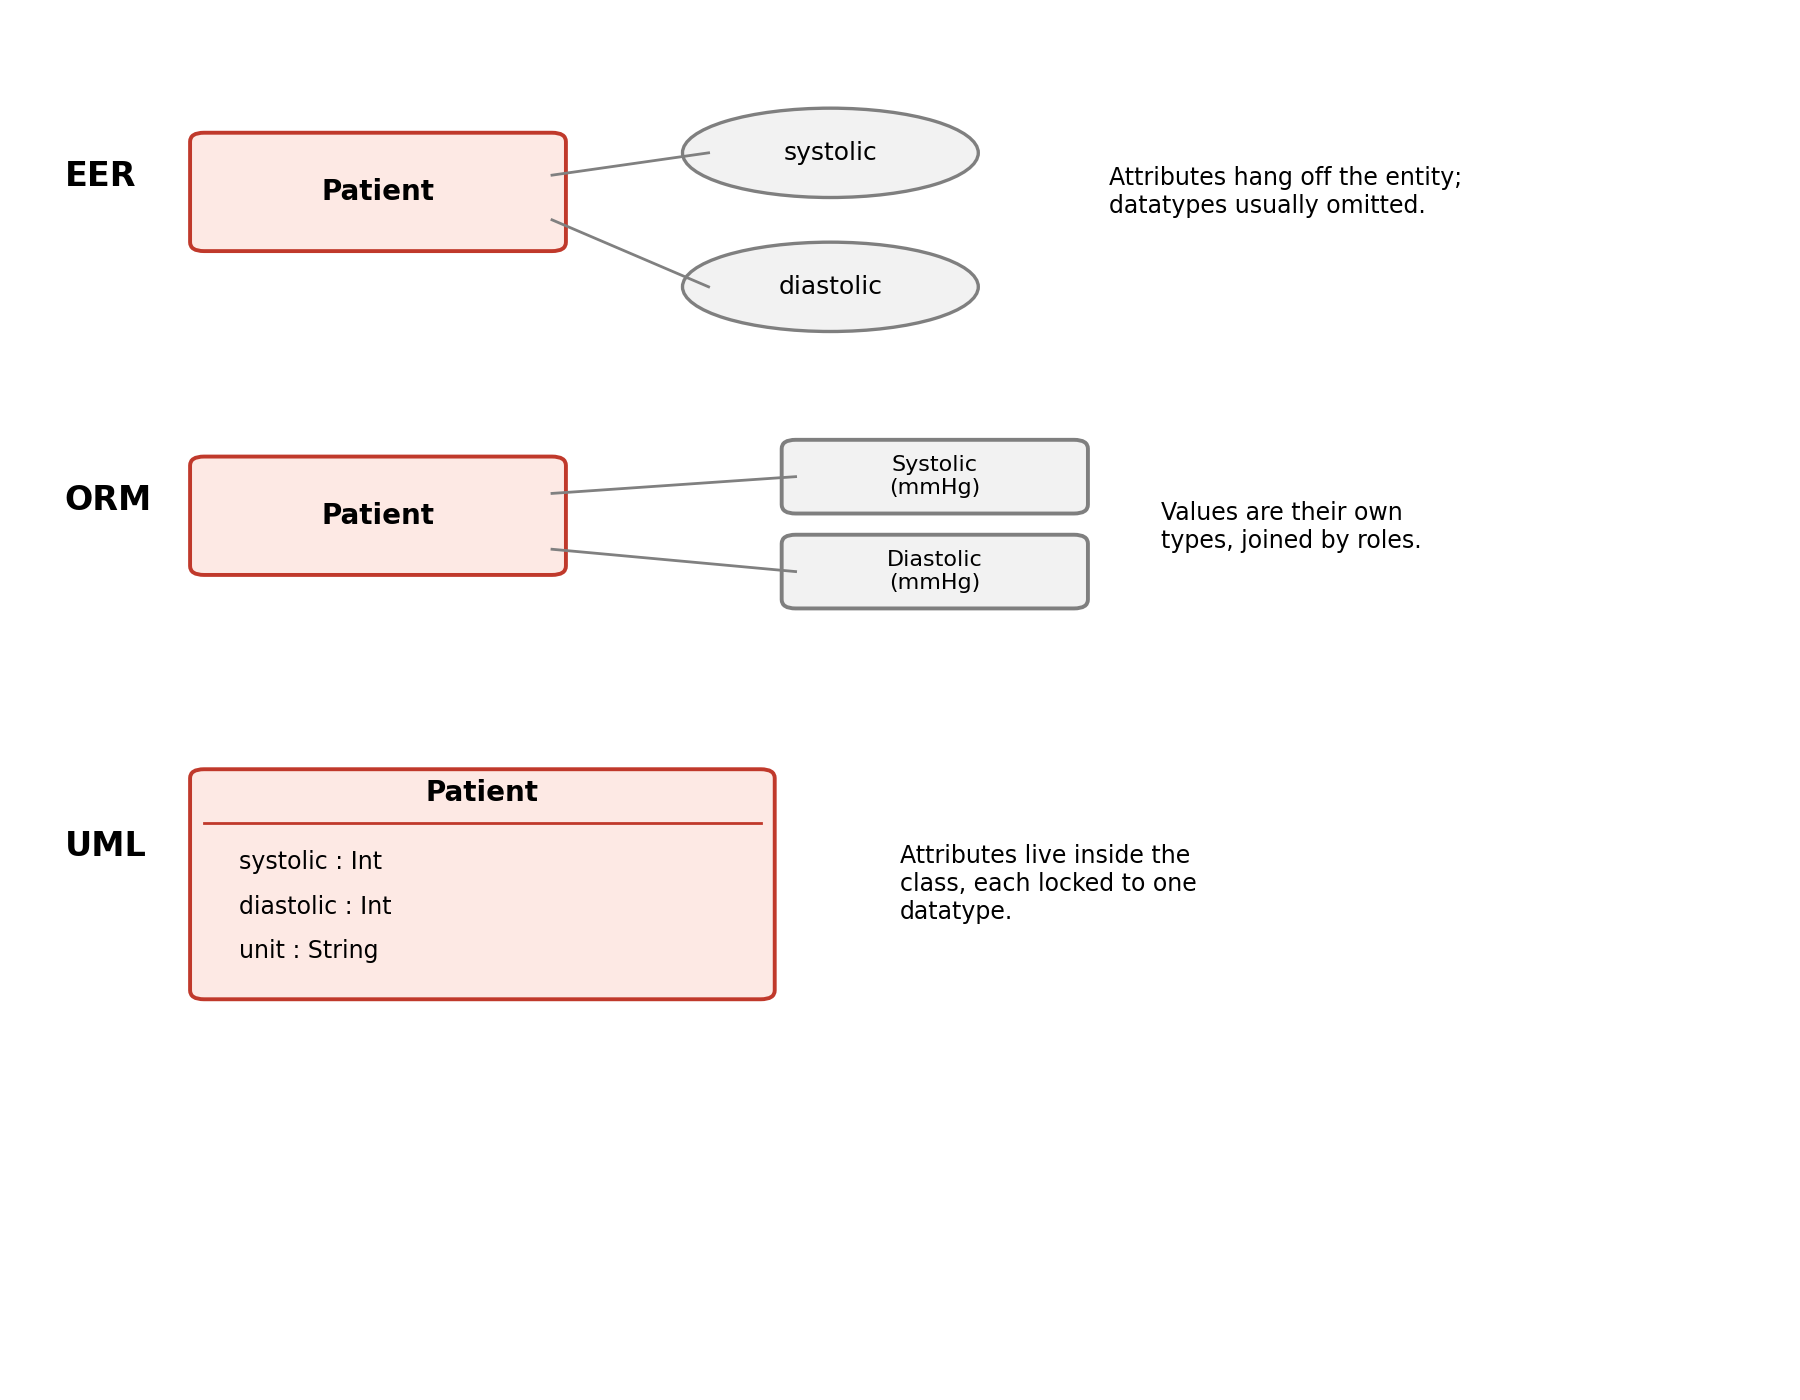 EER
Patient
systolic
diastolic
Attributes hang off the entity;
datatypes usually omitted.
ORM
Patient
Systolic
(mmHg)
Diastolic
(mmHg)
Values are their own
types, joined by roles.
UML
Patient
systolic : Int
diastolic : Int
unit : String
Attributes live inside the
class, each locked to one
datatype.